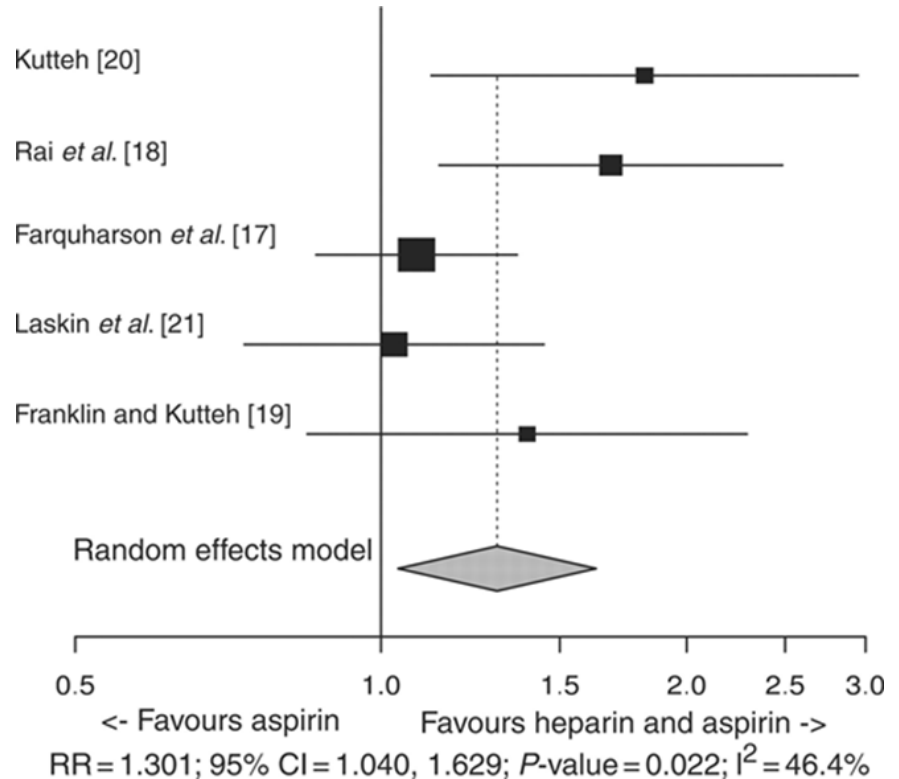 Kutteh [20]
Rai et al. [18]
Farquharson et al. [17]
Laskin et al. [21]
Franklin and Kutteh [19]
Random effects model
0.5 1.0 1.5 2.0 2.5 3.0
<- Favours aspirin Favours heparin and aspirin ->
RR=1.301; 95% CI=1.040, 1.629; P-value=0.022; I²=46.4%